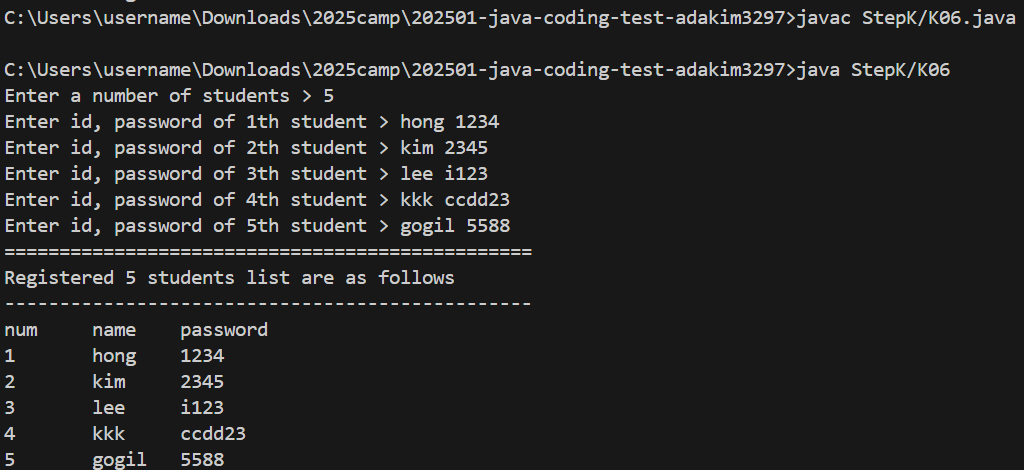 C:\Users\username\Downloads\2025camp\202501-java-coding-test-adakim3297>javac StepK/K06.java
C:\Users\username\Downloads\2025camp\202501-java-coding-test-adakim3297>java StepK/K06
Enter a number of students > 5
Enter id, password of 1th student > hong 1234
Enter id, password of 2th student > kim 2345
Enter id, password of 3th student > lee i123
Enter id, password of 4th student > kkk ccdd23
Enter id, password of 5th student > gogil 5588
================================================
Registered 5 students list are as follows
------------------------------------------------
num     name    password
1       hong    1234
2       kim     2345
3       lee     i123
4       kkk     ccdd23
5       gogil   5588